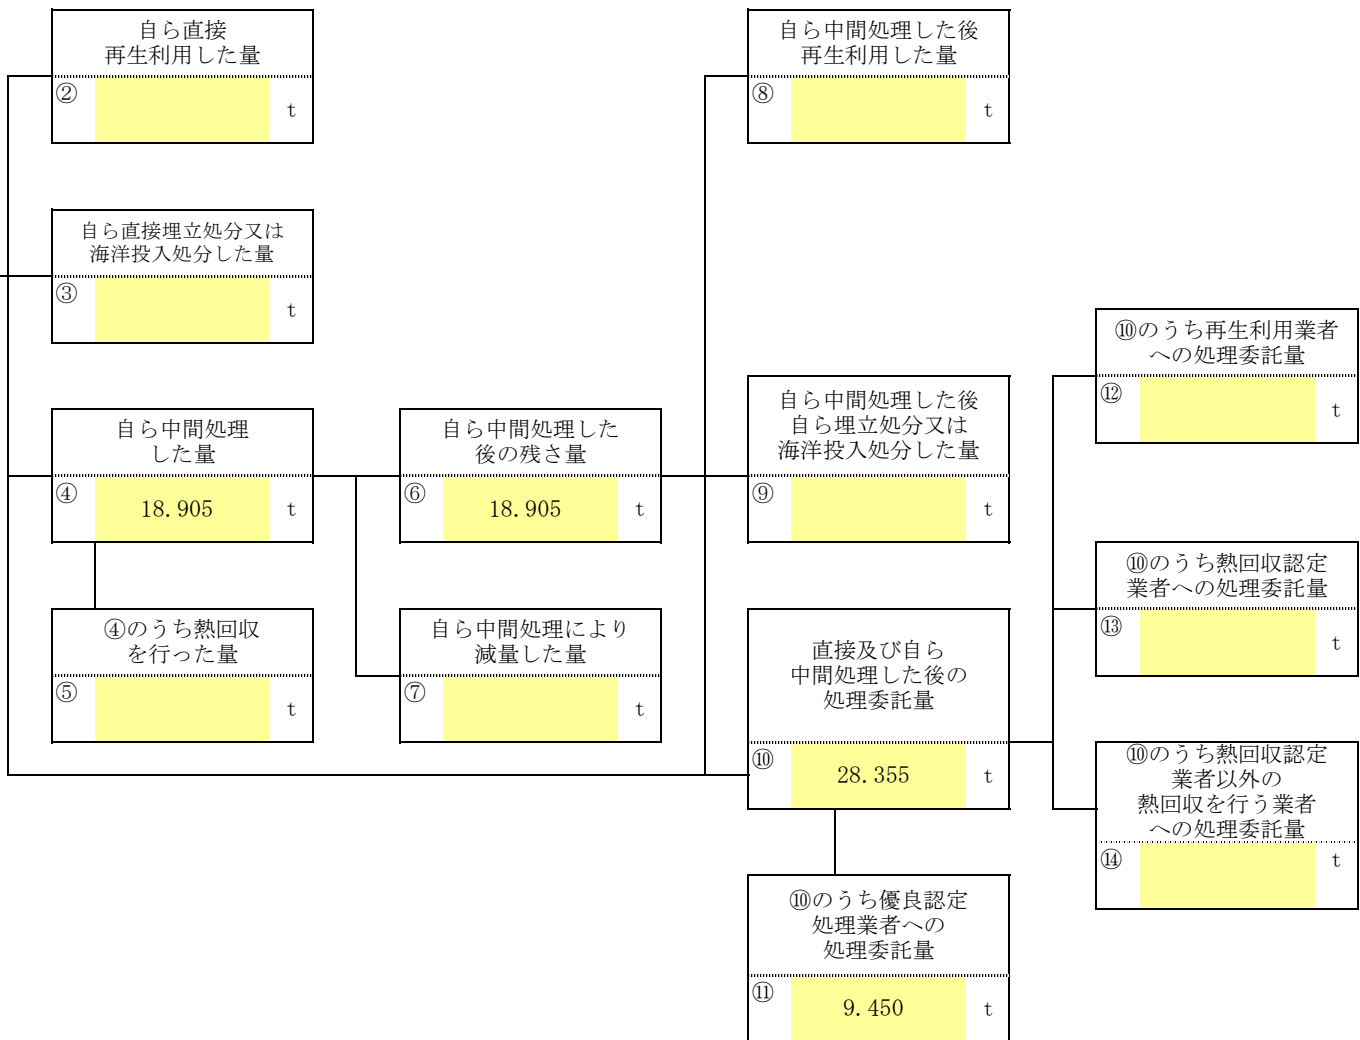 自ら直接
再生利用した量
②
t
自ら中間処理した後
再生利用した量
⑧
t
自ら直接埋立処分又は
海洋投入処分した量
③
t
⑩のうち再生利用業者
への処理委託量
⑫
t
自ら中間処理
した量
④ 18.905 t
自ら中間処理した
後の残さ量
⑥ 18.905 t
自ら中間処理した後
自ら埋立処分又は
海洋投入処分した量
⑨
t
⑩のうち熱回収認定
業者への処理委託量
⑬
t
④のうち熱回収
を行った量
⑤
t
自ら中間処理により
減量した量
⑦
t
直接及び自ら
中間処理した後の
処理委託量
⑩ 28.355 t
⑩のうち熱回収認定
業者以外の
熱回収を行う業者
への処理委託量
⑭
t
⑩のうち優良認定
処理業者への
処理委託量
⑪ 9.450 t